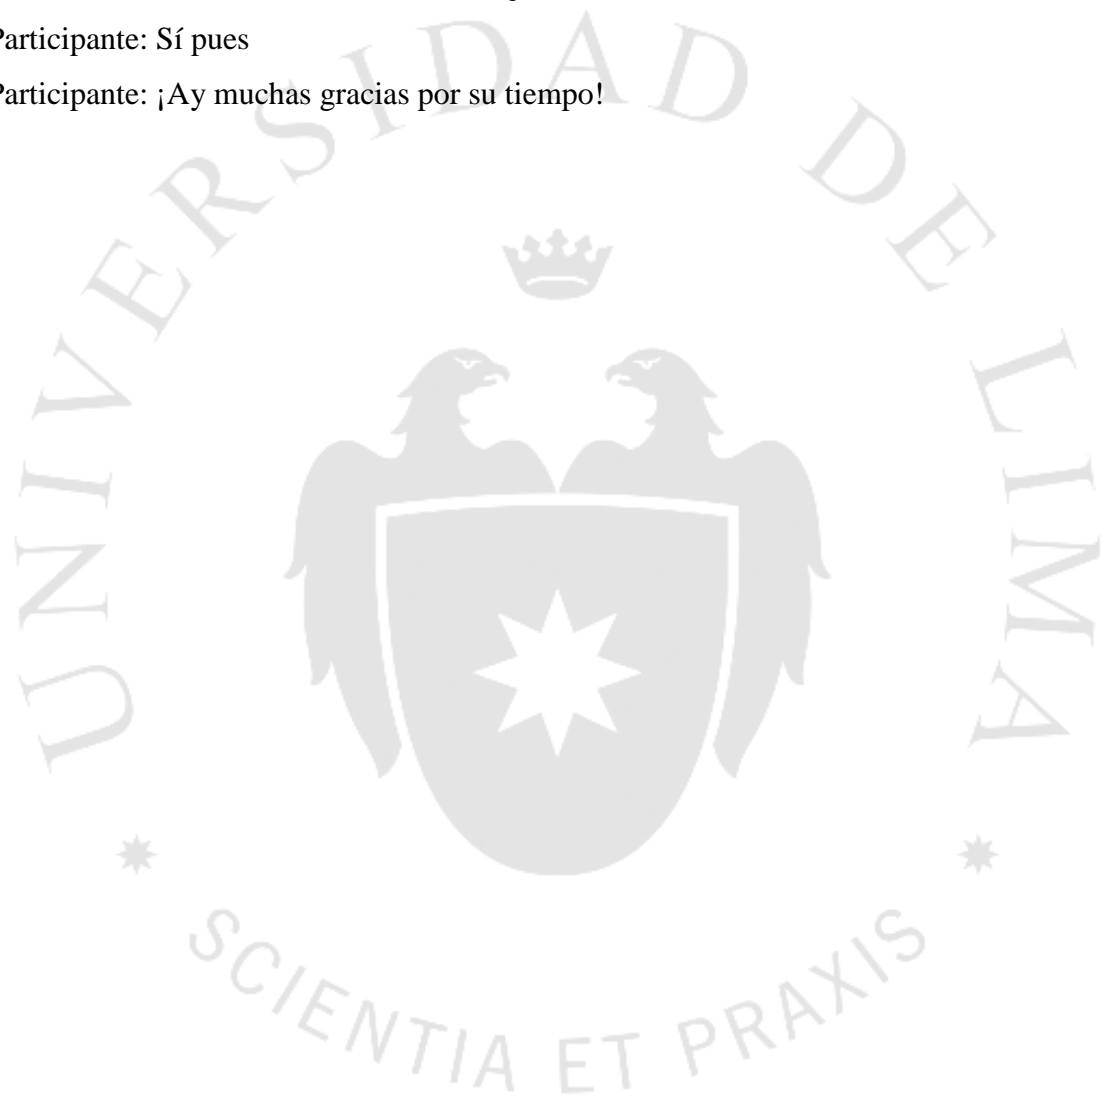 Participante: Sí pues
Participante: ¡Ay muchas gracias por su tiempo!
UNIVERSIDAD DE LIMA
SCIENTIA ET PRAXIS